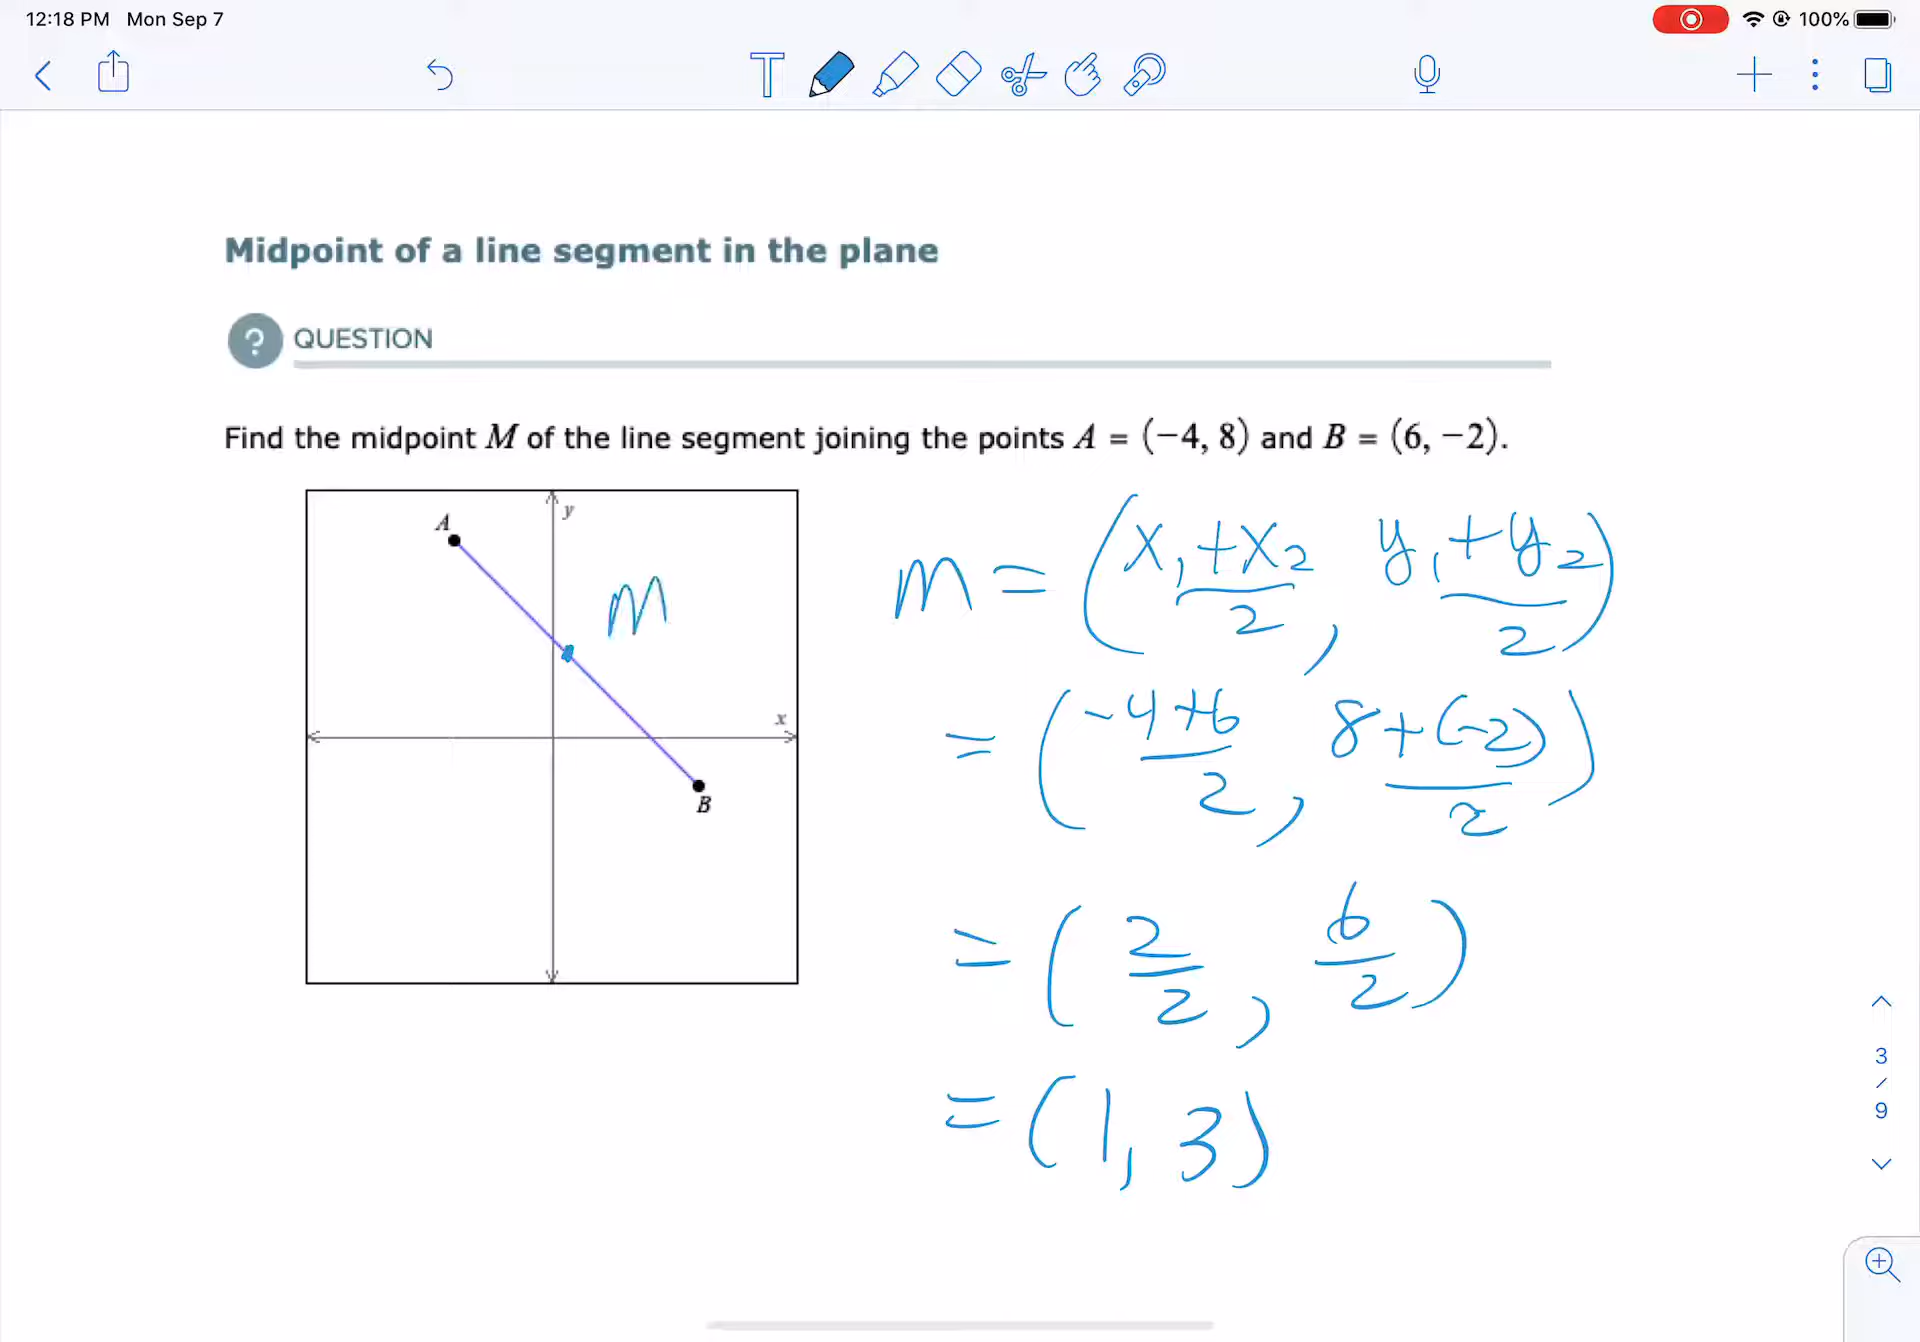 12:18 PM Mon Sep 7
100%
T
Midpoint of a line segment in the plane
? QUESTION
Find the midpoint M of the line segment joining the points A = (−4, 8) and B = (6, −2).
A
y
M
x
B
m = (x₁+x₂/2, y₁+y₂/2)
= (-4+6/2, 8+(-2)/2)
= (2/2, 6/2)
= (1, 3)
3
/
9